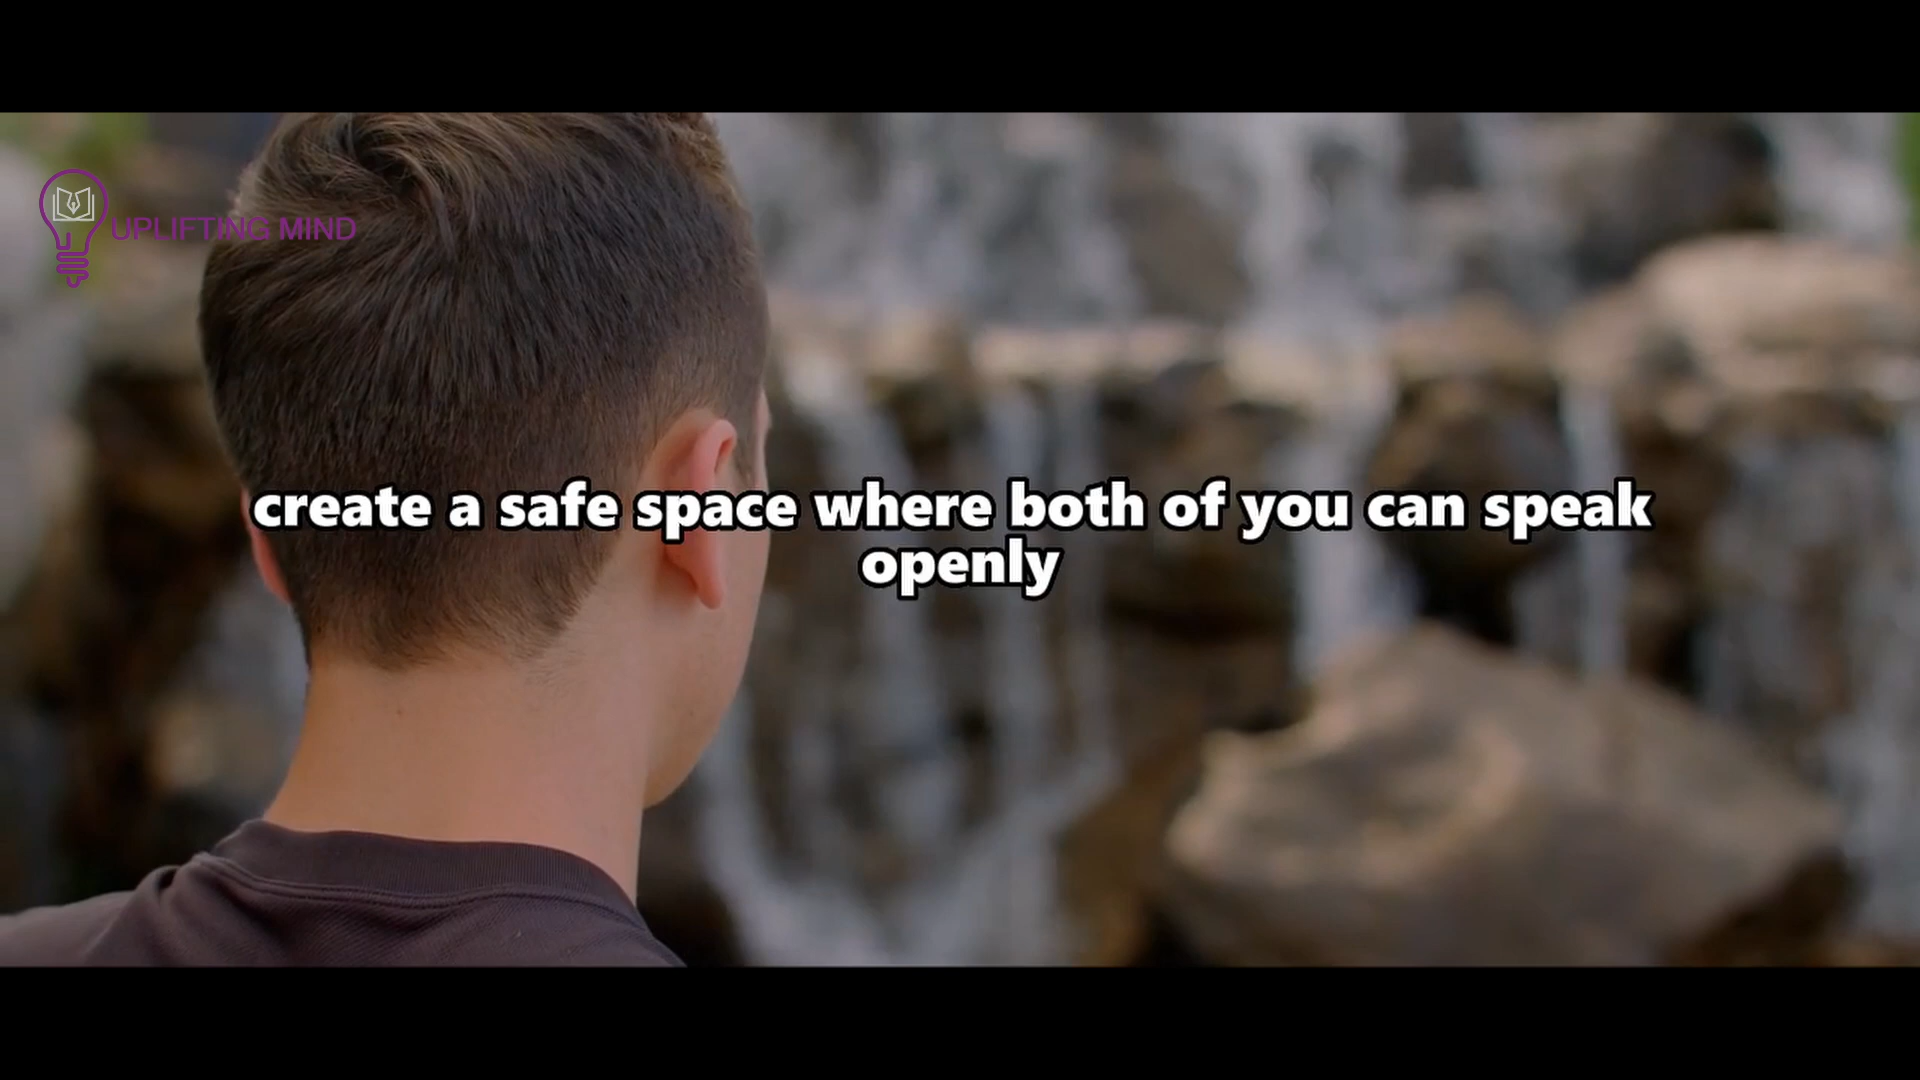 UPLIFTING MIND
create a safe space where both of you can speak
openly